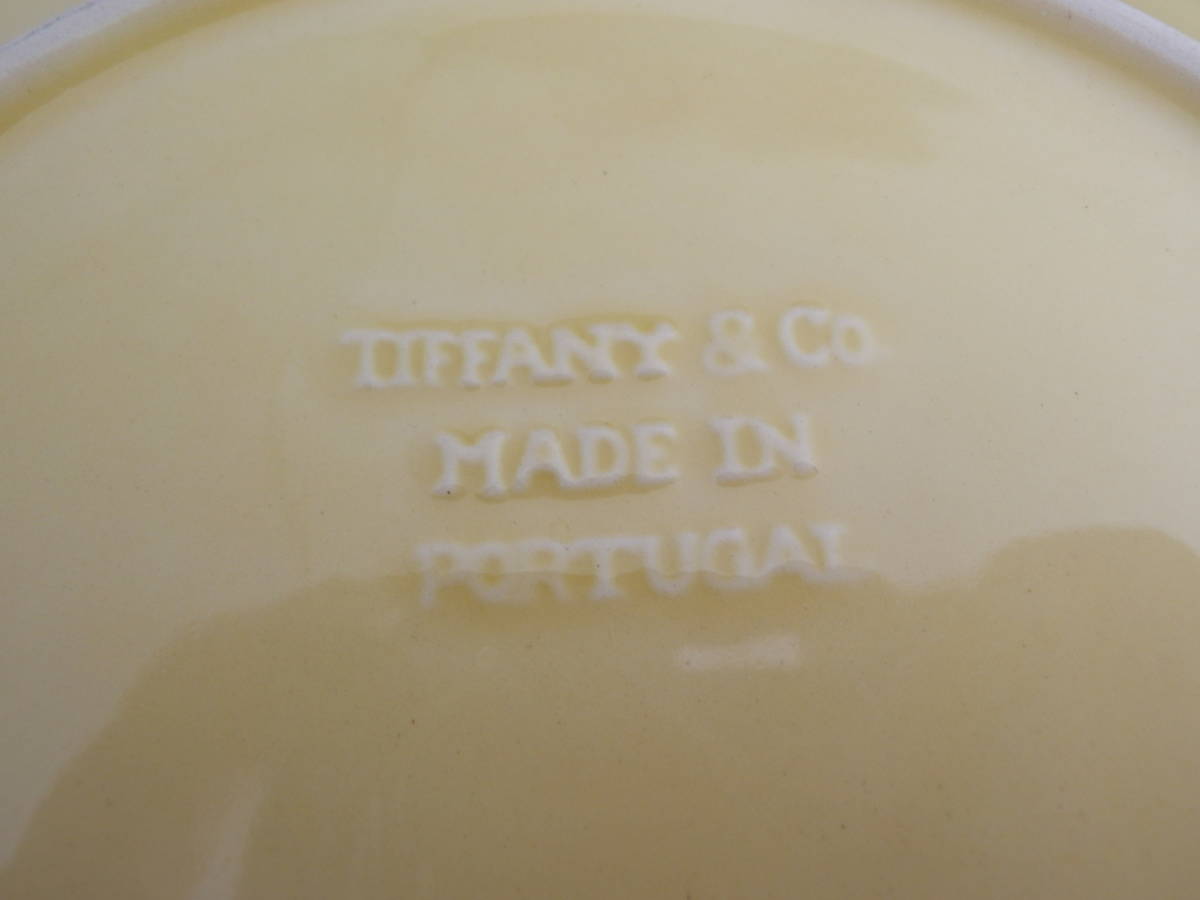 TIFFANY & Co.
MADE IN
PORTUGAL